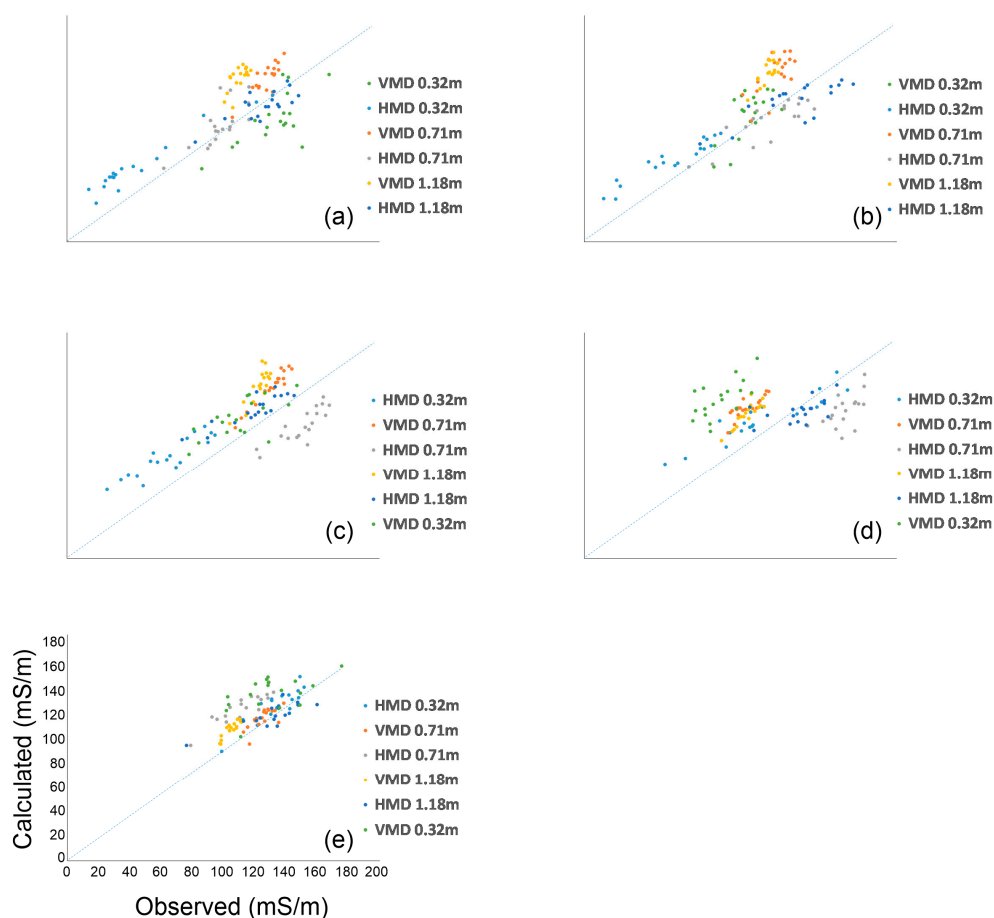 VMD 0.32m
HMD 0.32m
VMD 0.71m
HMD 0.71m
VMD 1.18m
HMD 1.18m
(a)
VMD 0.32m
HMD 0.32m
VMD 0.71m
HMD 0.71m
VMD 1.18m
HMD 1.18m
(b)
HMD 0.32m
VMD 0.71m
HMD 0.71m
VMD 1.18m
HMD 1.18m
VMD 0.32m
(c)
HMD 0.32m
VMD 0.71m
HMD 0.71m
VMD 1.18m
HMD 1.18m
VMD 0.32m
(d)
Calculated (mS/m)
180
160
140
120
100
80
60
40
20
0
HMD 0.32m
VMD 0.71m
HMD 0.71m
VMD 1.18m
HMD 1.18m
VMD 0.32m
(e)
0 20 40 60 80 100 120 140 160 180 200
Observed (mS/m)